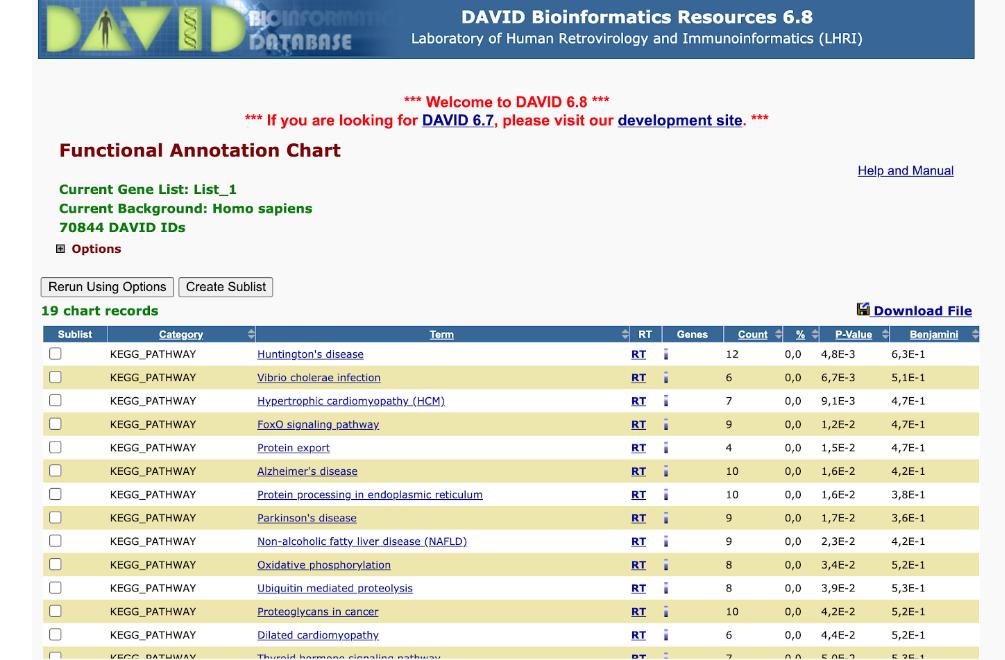 DAVID BIOINFORMATICS
DATABASE
DAVID Bioinformatics Resources 6.8
Laboratory of Human Retrovirology and Immunoinformatics (LHRI)
*** Welcome to DAVID 6.8 ***
*** If you are looking for DAVID 6.7, please visit our development site. ***
Functional Annotation Chart
Help and Manual
Current Gene List: List_1
Current Background: Homo sapiens
70844 DAVID IDs
Options
Rerun Using Options Create Sublist
19 chart records Download File
Sublist Category Term RT Genes Count % P-Value Benjamini
KEGG_PATHWAY Huntington's disease RT 12 0,0 4,8E-3 6,3E-1
KEGG_PATHWAY Vibrio cholerae infection RT 6 0,0 6,7E-3 5,1E-1
KEGG_PATHWAY Hypertrophic cardiomyopathy (HCM) RT 7 0,0 9,1E-3 4,7E-1
KEGG_PATHWAY FoxO signaling pathway RT 9 0,0 1,2E-2 4,7E-1
KEGG_PATHWAY Protein export RT 4 0,0 1,5E-2 4,7E-1
KEGG_PATHWAY Alzheimer's disease RT 10 0,0 1,6E-2 4,2E-1
KEGG_PATHWAY Protein processing in endoplasmic reticulum RT 10 0,0 1,6E-2 3,8E-1
KEGG_PATHWAY Parkinson's disease RT 9 0,0 1,7E-2 3,6E-1
KEGG_PATHWAY Non-alcoholic fatty liver disease (NAFLD) RT 9 0,0 2,3E-2 4,2E-1
KEGG_PATHWAY Oxidative phosphorylation RT 8 0,0 3,4E-2 5,2E-1
KEGG_PATHWAY Ubiquitin mediated proteolysis RT 8 0,0 3,9E-2 5,3E-1
KEGG_PATHWAY Proteoglycans in cancer RT 10 0,0 4,2E-2 5,2E-1
KEGG_PATHWAY Dilated cardiomyopathy RT 6 0,0 4,4E-2 5,2E-1
KEGG_PATHWAY Thyroid hormone signaling pathway RT 7 0,0 5,0E-2 5,3E-1